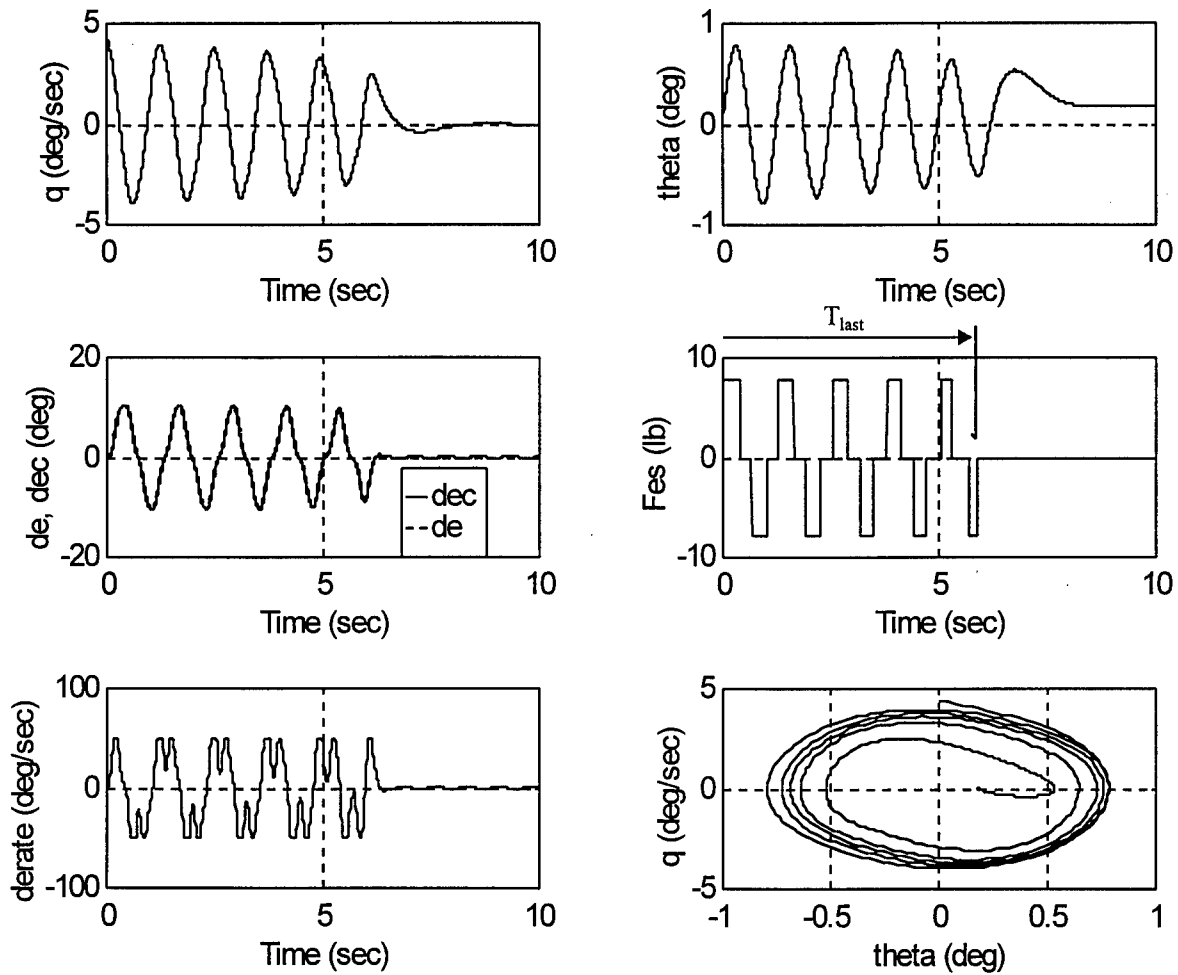 q (deg/sec)
5
0
-5
0
5
10
Time (sec)
theta (deg)
1
0
-1
0
5
10
Time (sec)
de, dec (deg)
20
0
-20
dec
de
0
5
10
Time (sec)
T_last
Fes (lb)
10
0
-10
0
5
10
Time (sec)
derate (deg/sec)
100
0
-100
0
5
10
Time (sec)
q (deg/sec)
5
0
-5
-1
-0.5
0
0.5
1
theta (deg)